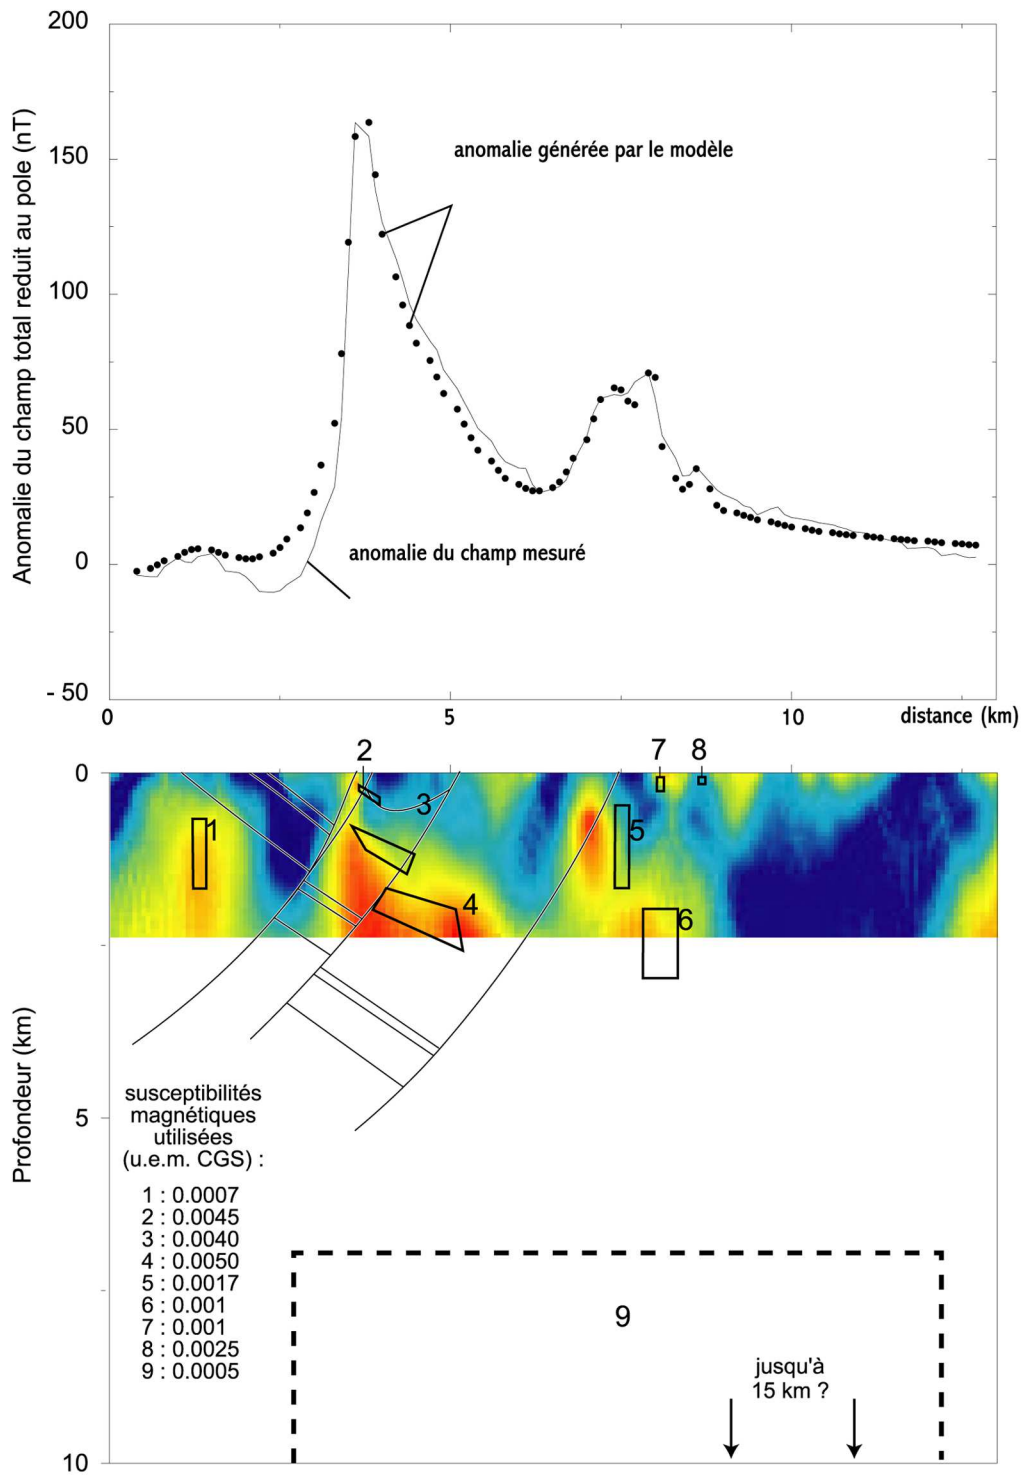 200
150
100
50
0
- 50
Anomalie du champ total reduit au pole (nT)
anomalie générée par le modèle
anomalie du champ mesuré
0
5
10
distance (km)
2
7
8
0
1
3
4
5
6
Profondeur (km)
5
susceptibilités
magnétiques
utilisées
(u.e.m. CGS) :
1 : 0.0007
2 : 0.0045
3 : 0.0040
4 : 0.0050
5 : 0.0017
6 : 0.001
7 : 0.001
8 : 0.0025
9 : 0.0005
9
jusqu'à
15 km ?
10